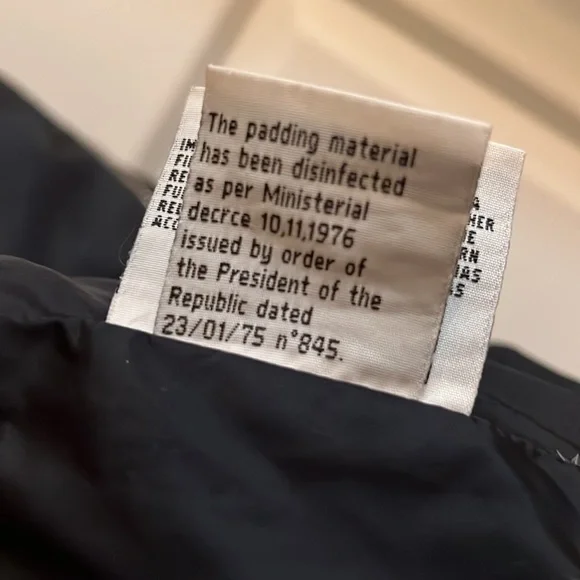 The padding material
has been disinfected
as per Ministerial
decrce 10,11,1976
issued by order of
the President of the
Republic dated
23/01/75 n°845.